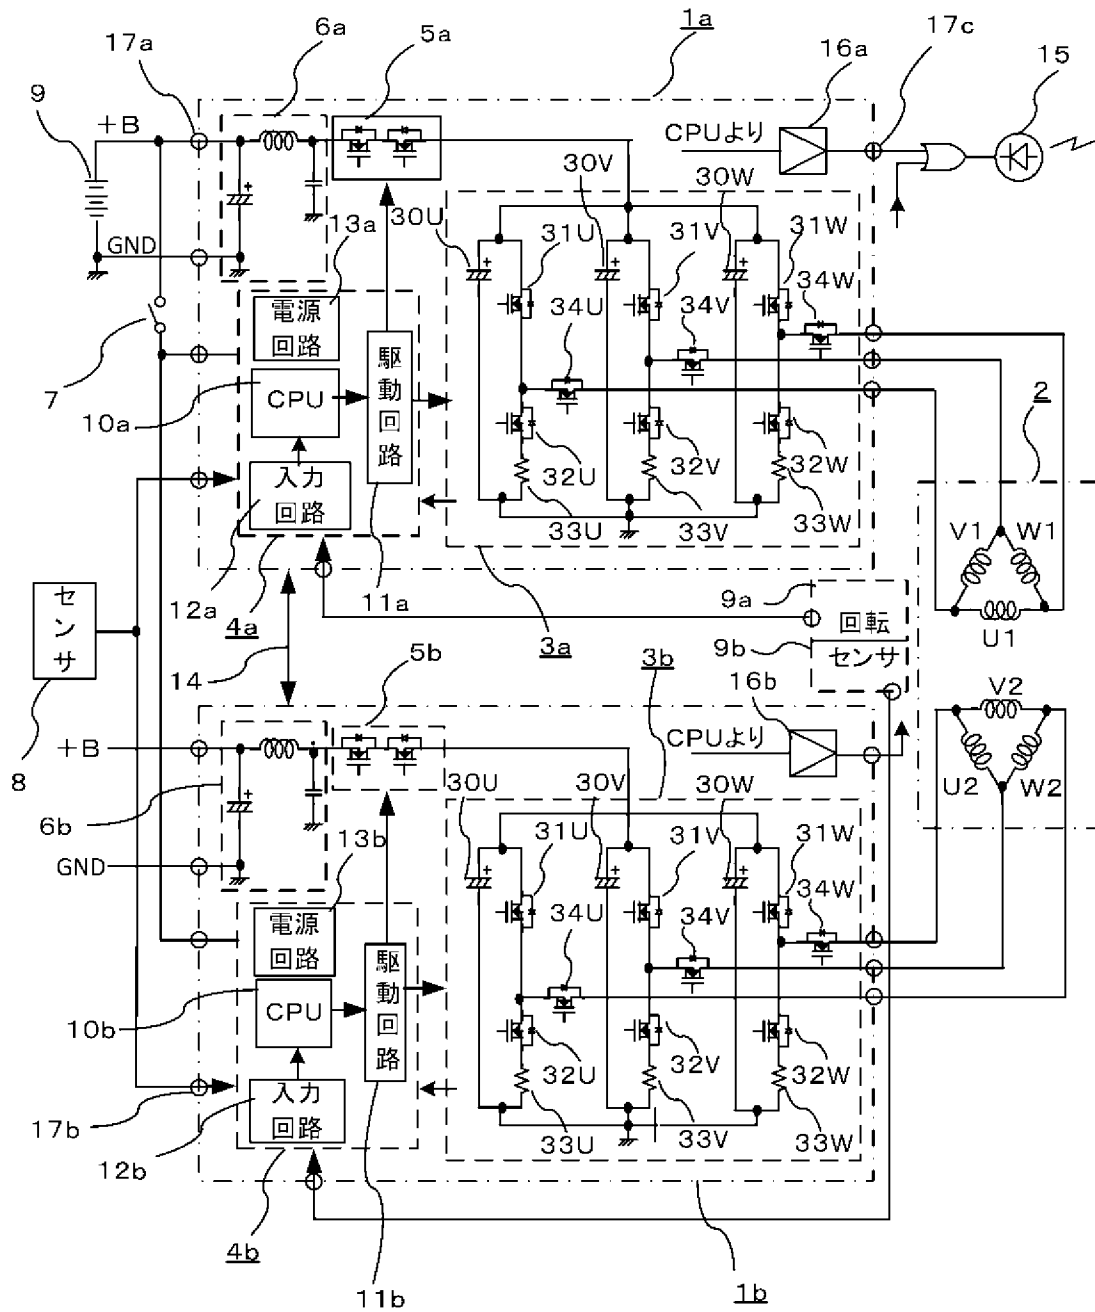 6a
5a
1a
16a
17c
15
17a
9
+B
CPUより
30V
30W
31W
30U
13a
31U
31V
34W
GND
34U
34V
電源
回路
駆動回路
7
10a
CPU
2
入力
回路
32U
32V
32W
33U
33V
33W
V1
W1
U1
12a
4a
11a
3a
9a
回転
センサ
9b
センサ
8
14
5b
3b
16b
V2
U2
W2
+B
CPUより
30U
30V
30W
31U
31V
31W
6b
13b
34U
34V
34W
GND
電源
回路
駆動回路
10b
CPU
入力
回路
32U
32V
32W
17b
33U
33V
33W
12b
4b
11b
1b